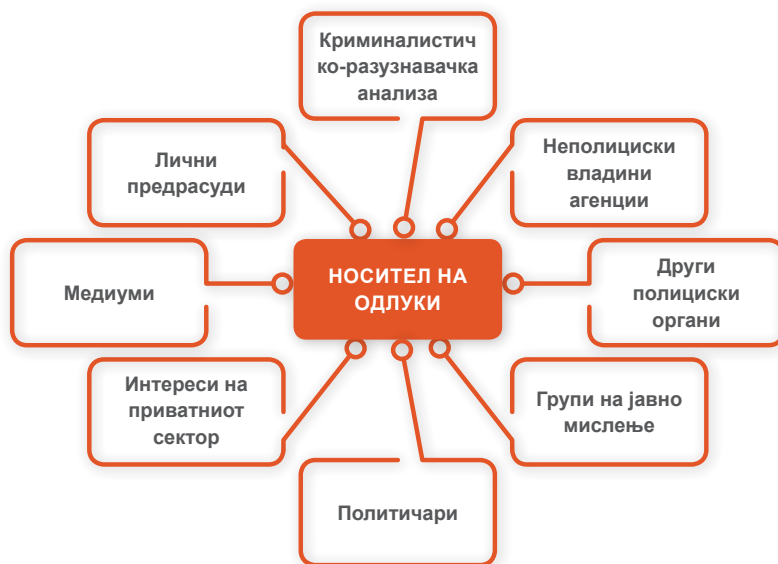 Криминалистич
ко-разузнавачка
анализа
Лични
предрасуди
Неполициски
владини
агенции
Медиуми
НОСИТЕЛ НА
ОДЛУКИ
Други
полициски
органи
Интереси на
приватниот
сектор
Групи на јавно
мислење
Политичари